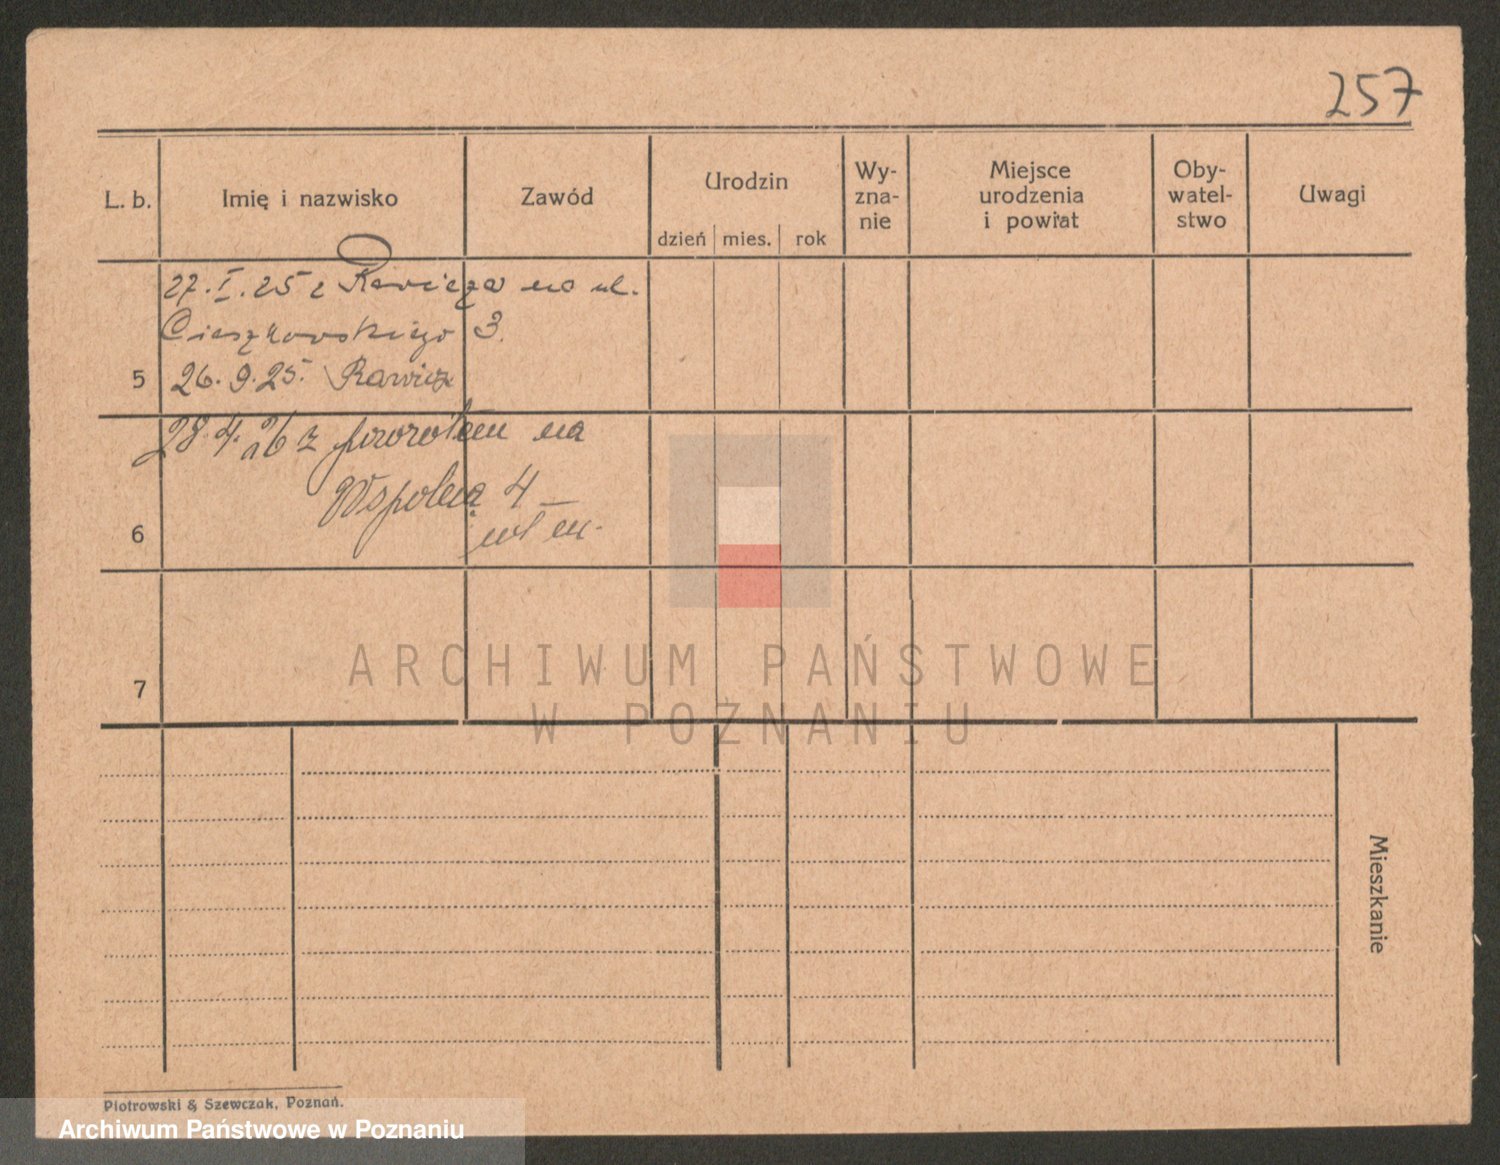 257
L. b.
Imię i nazwisko
Zawód
Urodzin
dzień mies. rok
Wy-
zna-
nie
Miejsce
urodzenia
i powiat
Oby-
watel-
stwo
Uwagi
27. I. 25 z Rawicza na ul.
Cieszkowskiego 3.
5 26. 9. 25. Rawicz
28. 4. 26 z powrotem na
Wspolną 4 –
6
7
ARCHIWUM PAŃSTWOWE
W POZNANIU
Mieszkanie
Piotrowski & Szewczak, Poznań.
Archiwum Państwowe w Poznaniu